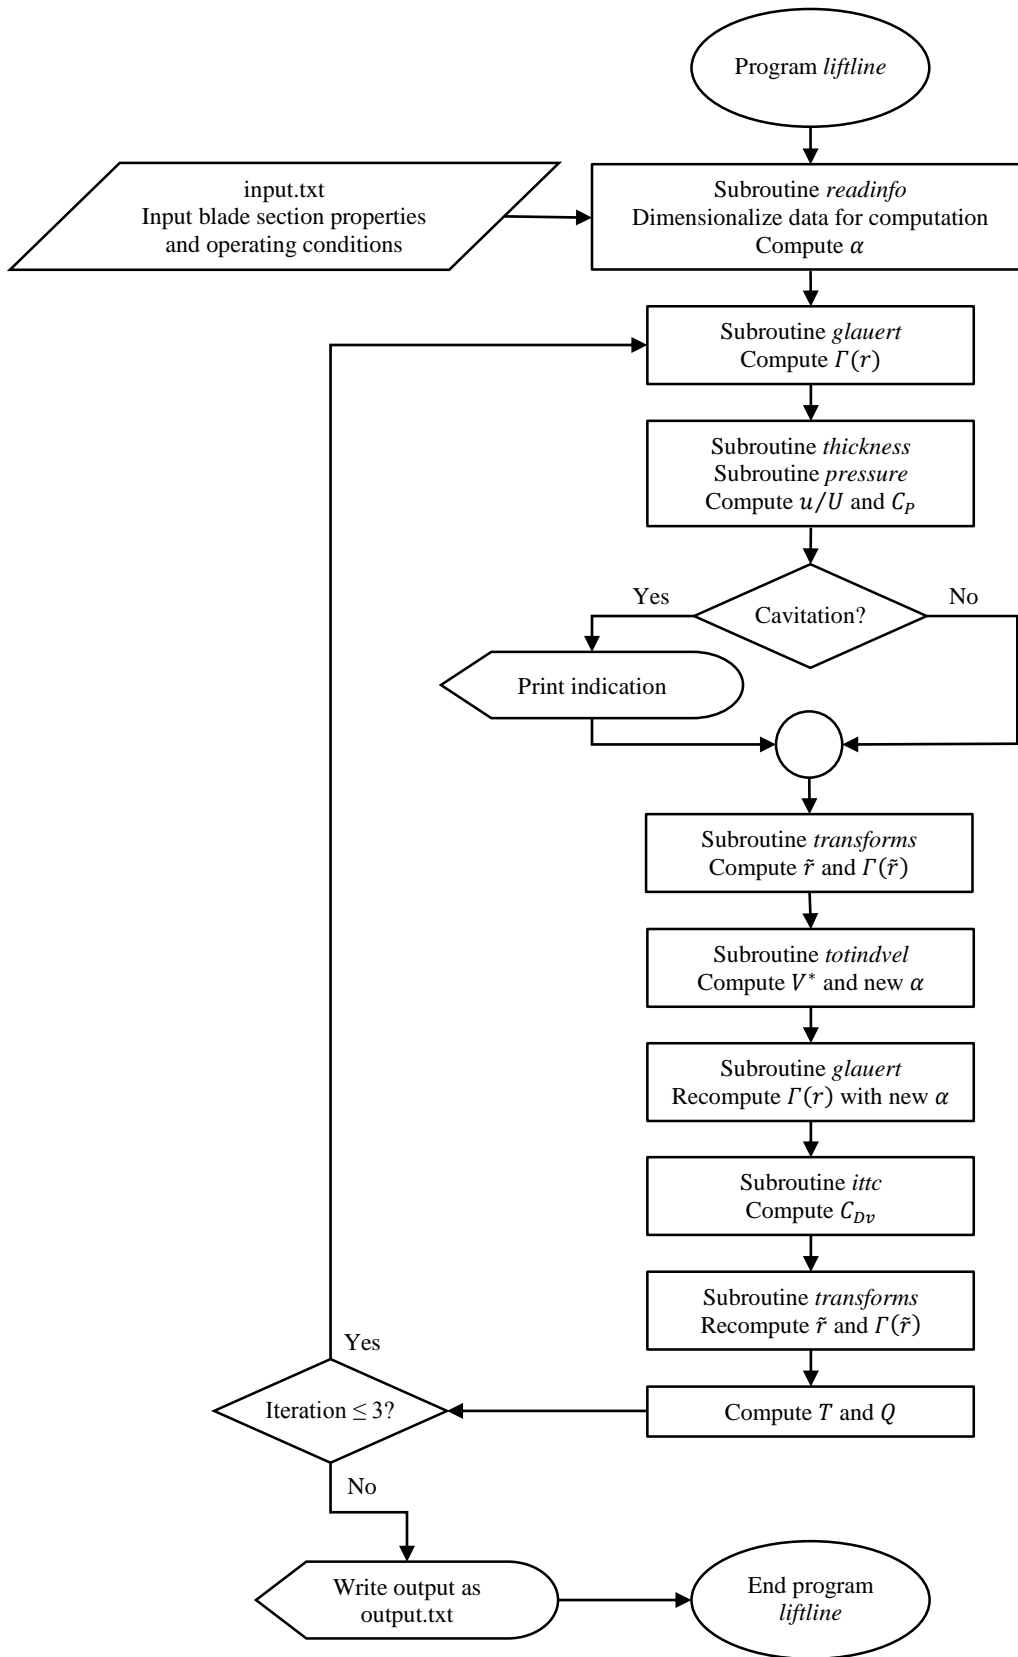 Program liftline
input.txt
Input blade section properties
and operating conditions
Subroutine readinfo
Dimensionalize data for computation
Compute α
Subroutine glauert
Compute Γ(r)
Subroutine thickness
Subroutine pressure
Compute u/U and C_P
Yes
Cavitation?
No
Print indication
Subroutine transforms
Compute r̃ and Γ(r̃)
Subroutine totindvel
Compute V* and new α
Subroutine glauert
Recompute Γ(r) with new α
Subroutine ittc
Compute C_Dv
Subroutine transforms
Recompute r̃ and Γ(r̃)
Yes
Iteration ≤ 3?
Compute T and Q
No
Write output as
output.txt
End program
liftline